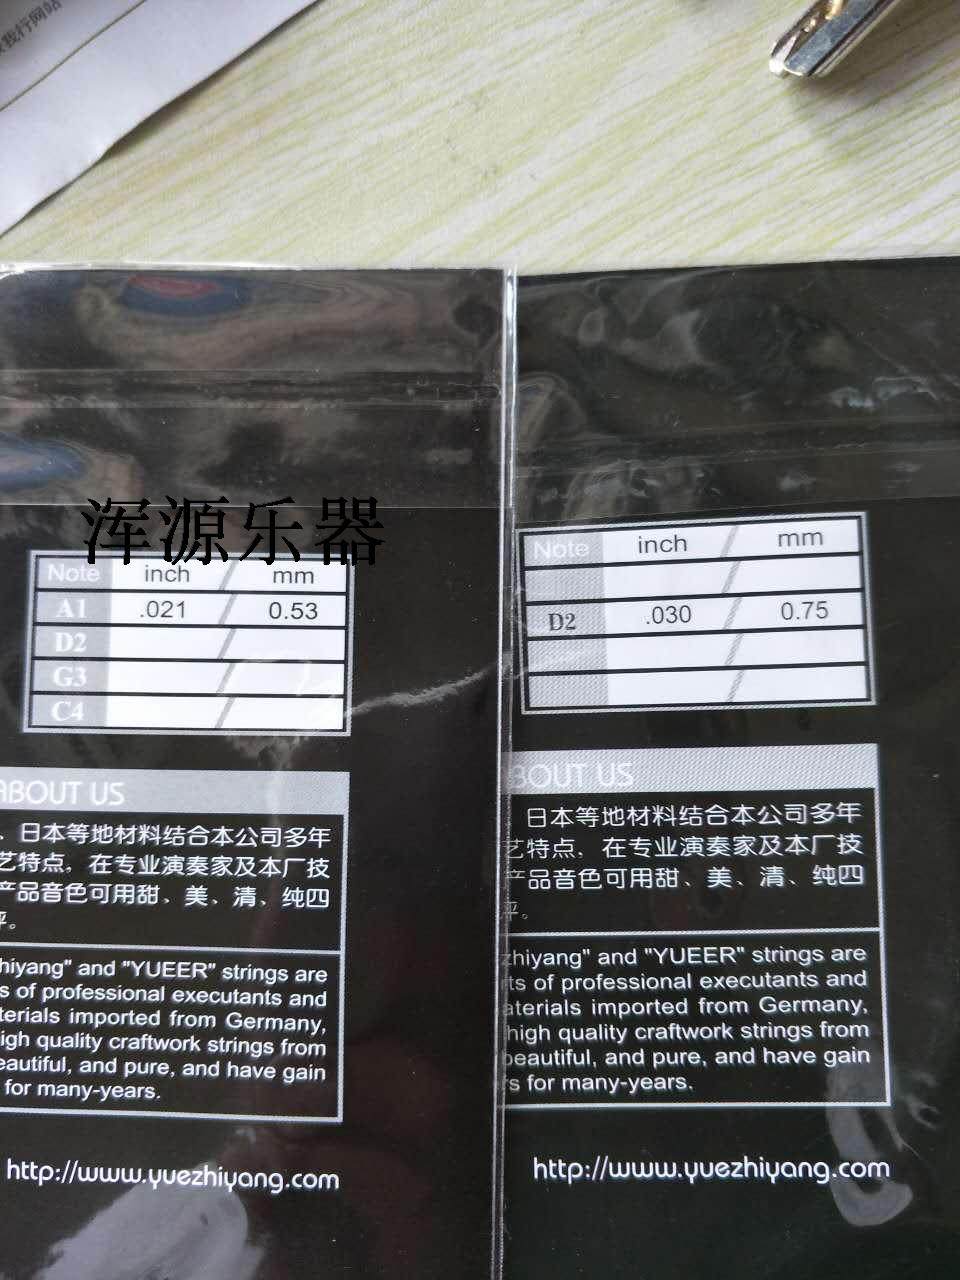 行网站
浑源乐器
Note inch mm
A1 .021 0.53
D2
G3
C4
ABOUT US
、日本等地材料结合本公司多年
艺特点，在专业演奏家及本厂技
产品音色可用甜、美、清、纯四
。
hiyang" and "YUEER" strings are
s of professional executants and
terials imported from Germany,
igh quality craftwork strings from
eautiful, and pure, and have gain
for many-years.
http://www.yuezhiyang.com
Note inch mm
D2 .030 0.75
BOUT US
日本等地材料结合本公司多年
艺特点，在专业演奏家及本厂技
产品音色可用甜、美、清、纯四
。
zhiyang" and "YUEER" strings are
ts of professional executants and
aterials imported from Germany,
high quality craftwork strings from
beautiful, and pure, and have gain
rs for many-years.
http://www.yuezhiyang.com